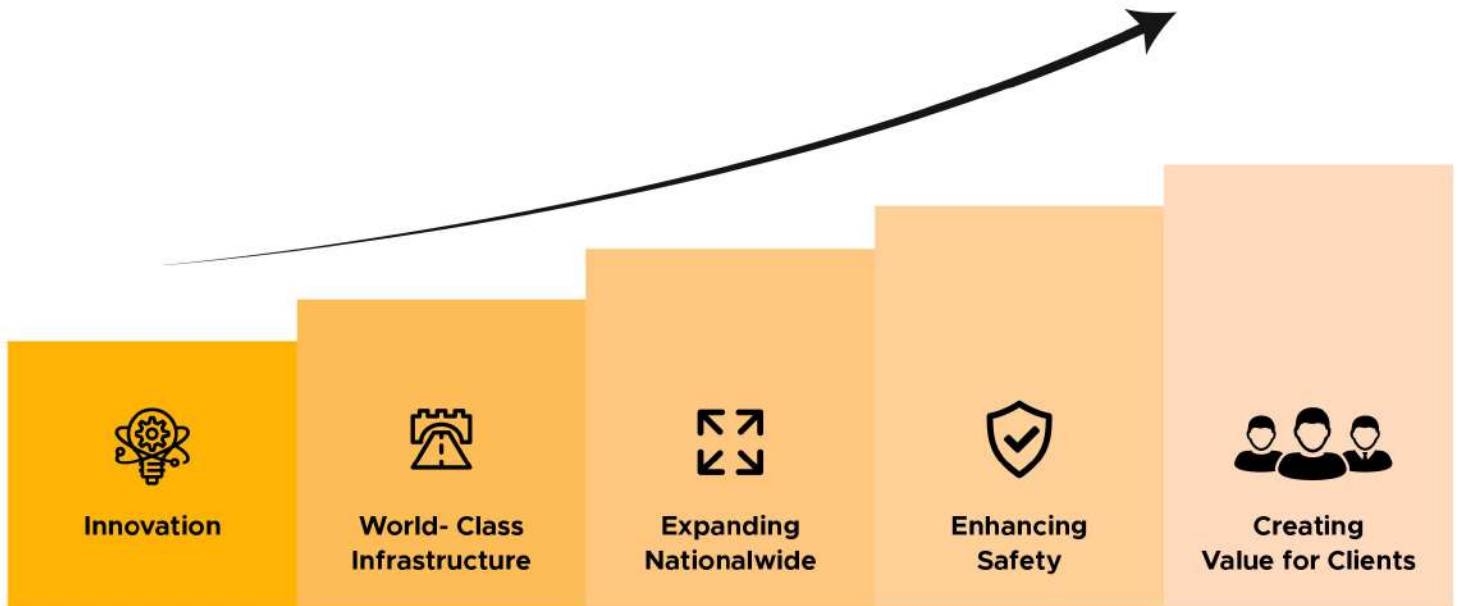 Innovation
World- Class
Infrastructure
Expanding
Nationalwide
Enhancing
Safety
Creating
Value for Clients